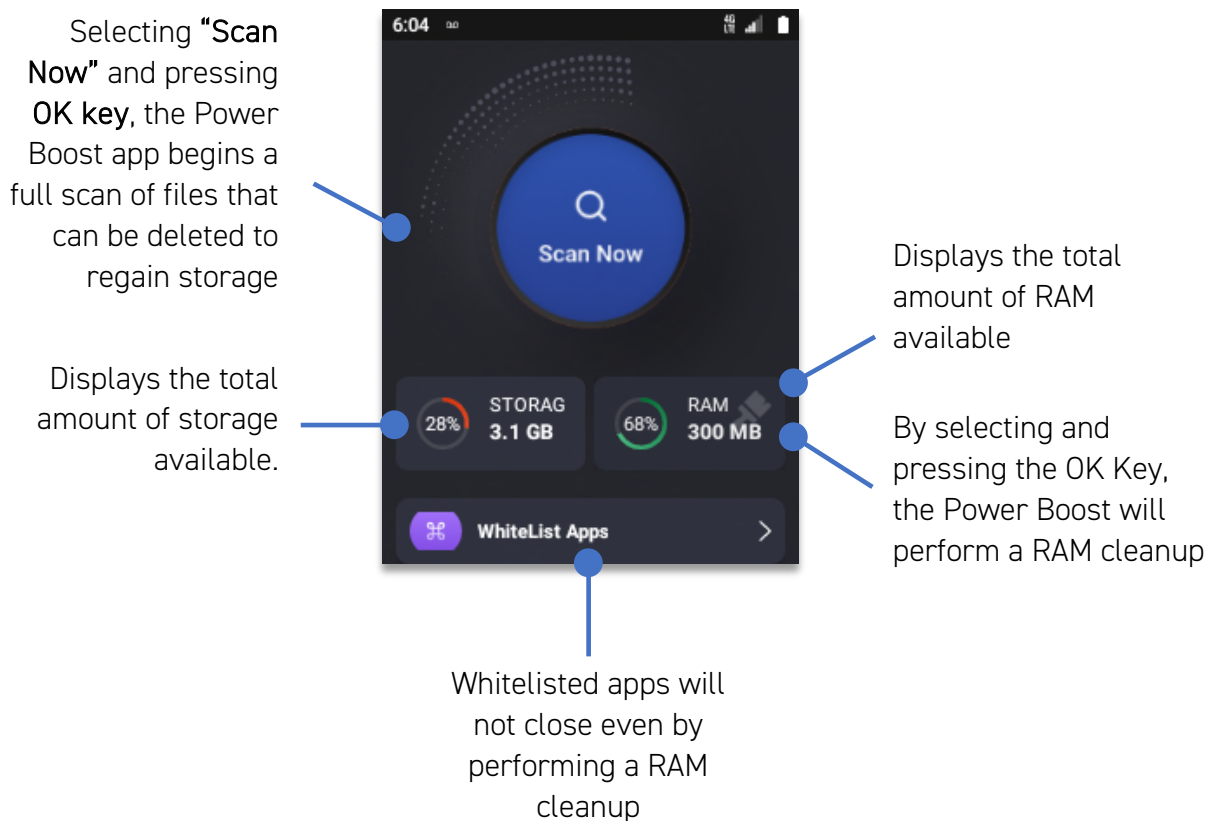 Selecting “Scan
Now” and pressing
OK key, the Power
Boost app begins a
full scan of files that
can be deleted to
regain storage
Displays the total
amount of storage
available.
6:04
4G
LTE
Scan Now
28%
STORAG
3.1 GB
68%
RAM
300 MB
WhiteList Apps
Displays the total
amount of RAM
available
By selecting and
pressing the OK Key,
the Power Boost will
perform a RAM cleanup
Whitelisted apps will
not close even by
performing a RAM
cleanup